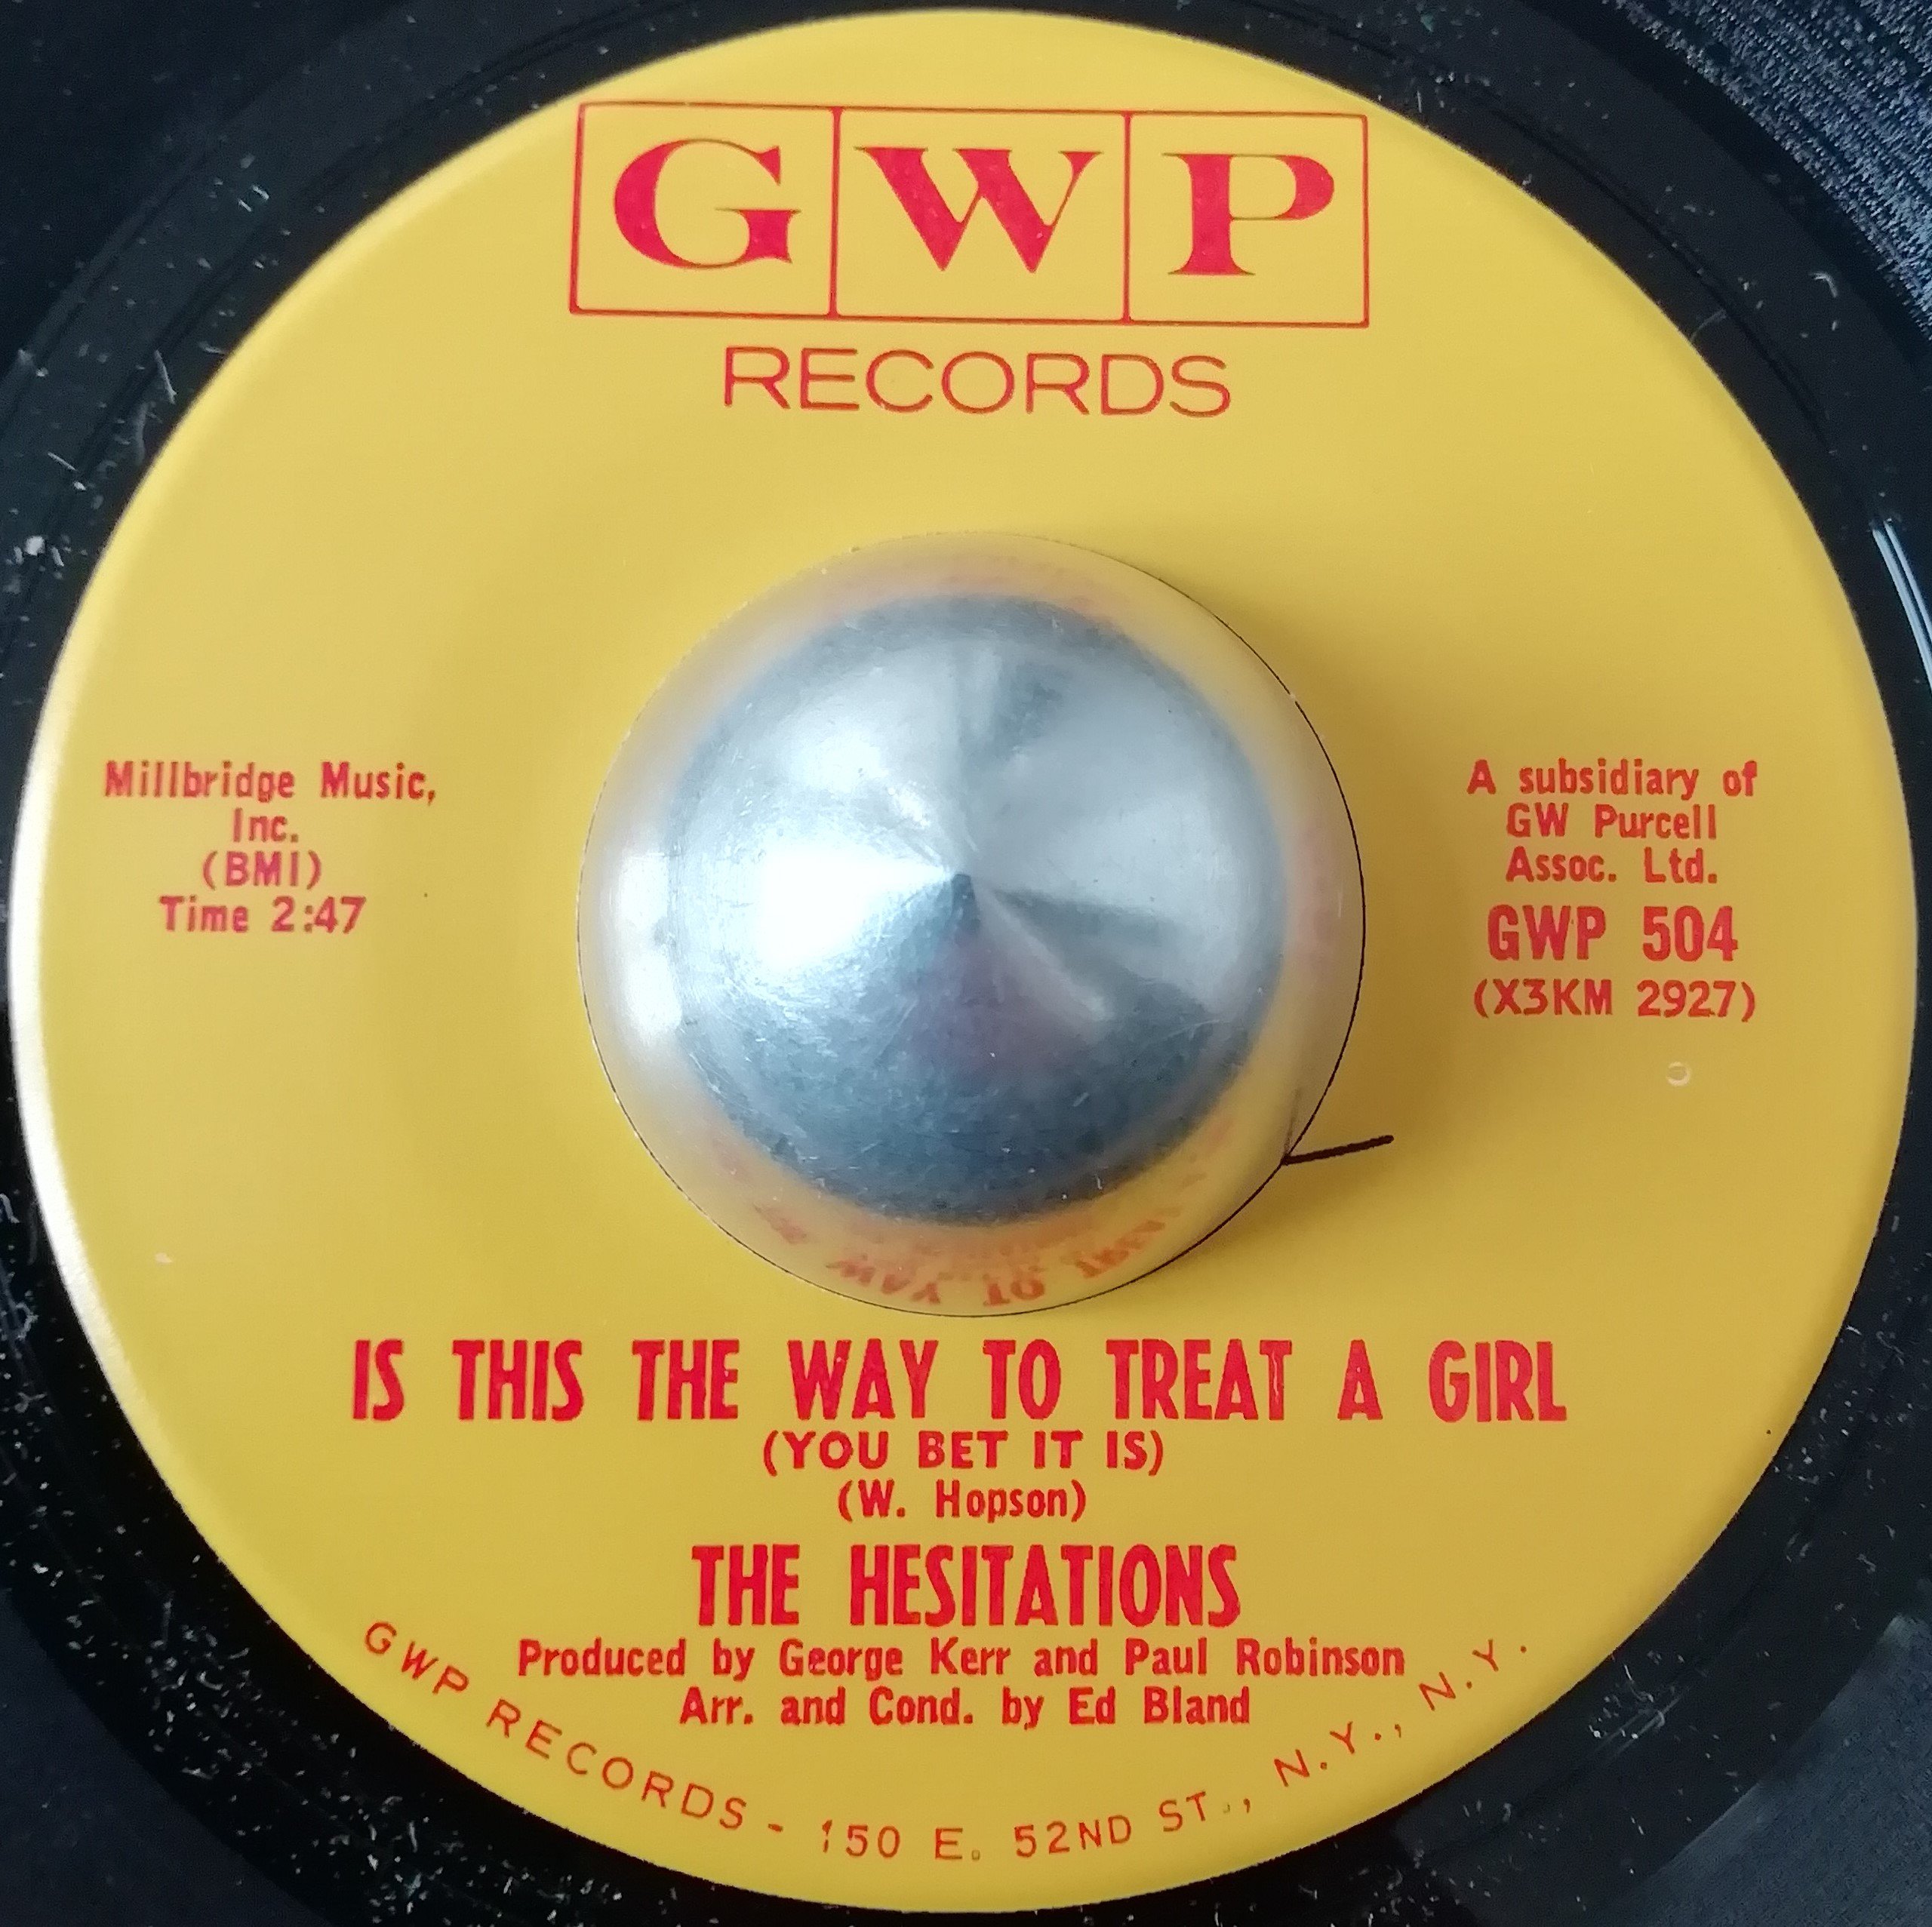 GWP
RECORDS
Millbridge Music,
Inc.
(BMI)
Time 2:47
A subsidiary of
GW Purcell
Assoc. Ltd.
GWP 504
(X3KM 2927)
IS THIS THE WAY TO TREAT A GIRL
(YOU BET IT IS)
(W. Hopson)
THE HESITATIONS
Produced by George Kerr and Paul Robinson
Arr. and Cond. by Ed Bland
GWP RECORDS - 150 E. 52ND ST., N.Y., N.Y.